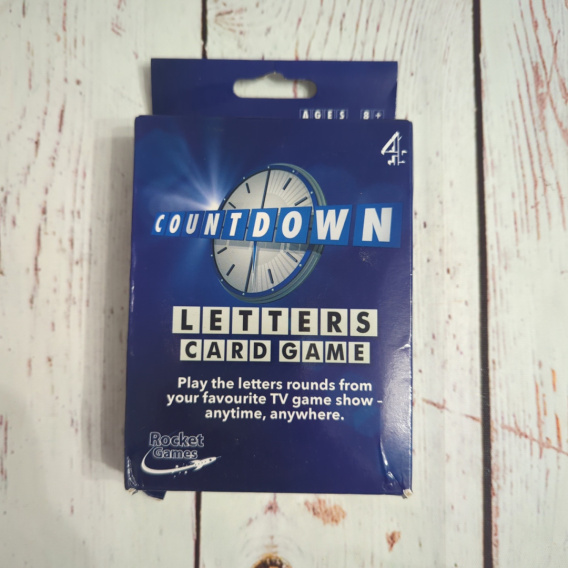 AGES 8+
4
COUNTDOWN
LETTERS
CARD GAME
Play the letters rounds from
your favourite TV game show –
anytime, anywhere.
Rocket
Games